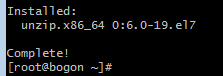 Installed:
  unzip.x86_64 0:6.0-19.el7
Complete!
[root@bogon ~]#